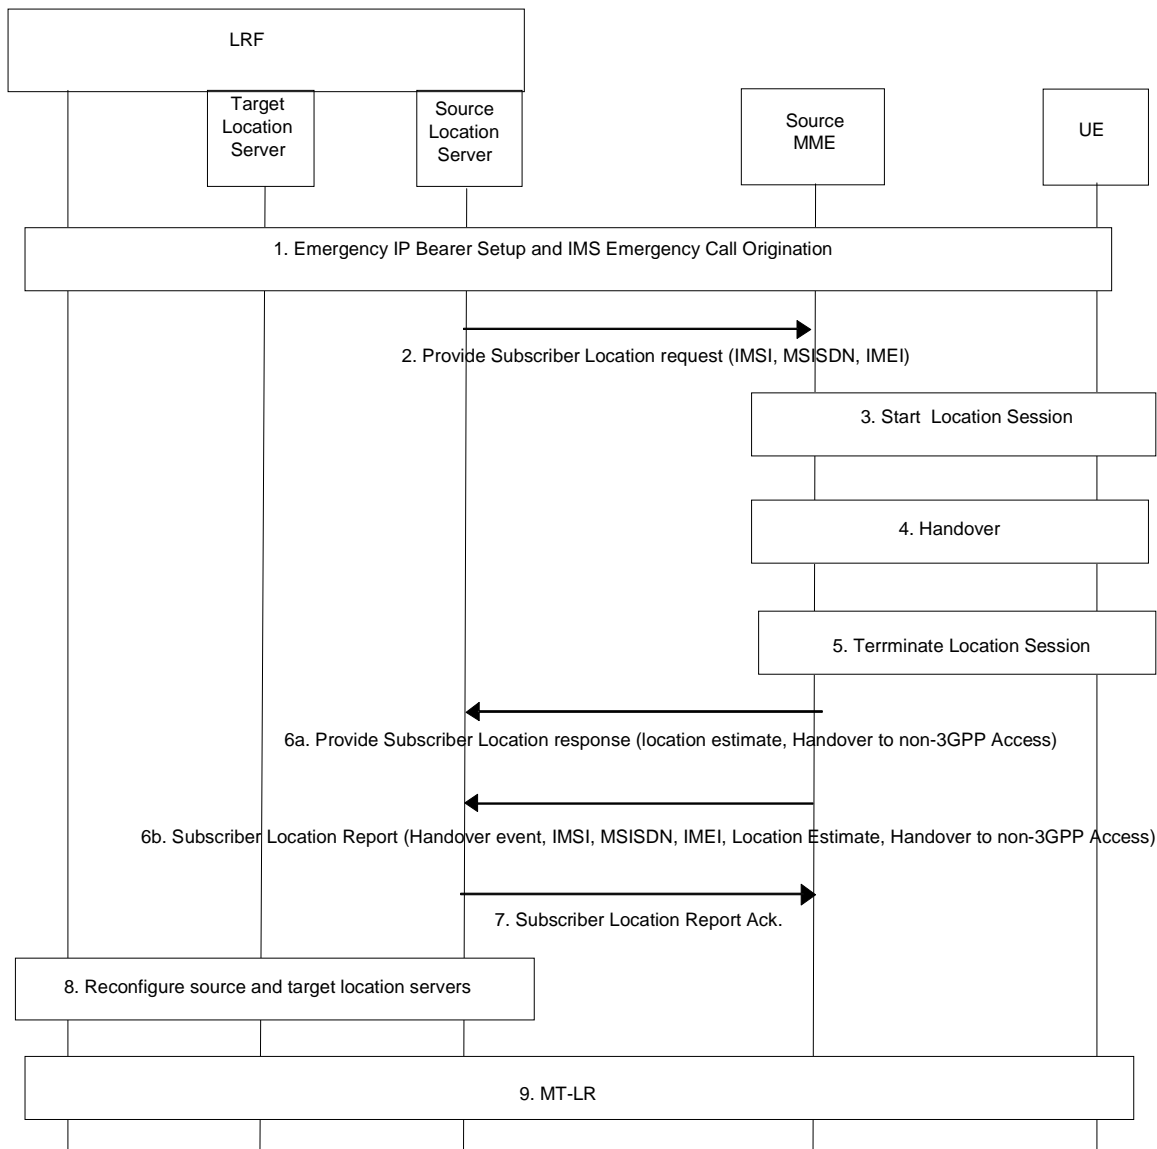 LRF
Target
Location
Server
Source
Location
Server
Source
MME
UE
1. Emergency IP Bearer Setup and IMS Emergency Call Origination
2. Provide Subscriber Location request (IMSI, MSISDN, IMEI)
3. Start  Location Session
4. Handover
5. Terrminate Location Session
6a. Provide Subscriber Location response (location estimate, Handover to non-3GPP Access)
6b. Subscriber Location Report (Handover event, IMSI, MSISDN, IMEI, Location Estimate, Handover to non-3GPP Access)
7. Subscriber Location Report Ack.
8. Reconfigure source and target location servers
9. MT-LR